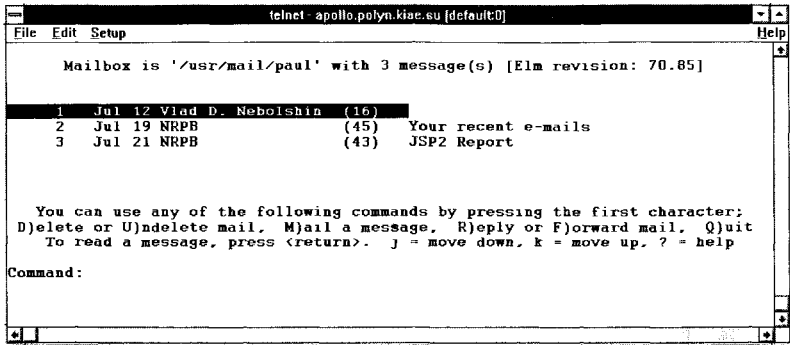 telnet - apollo.polyn.kiae.su [default:0]
File Edit Setup Help
Mailbox is '/usr/mail/paul' with 3 message(s) [Elm revision: 70.85]
1 Jul 12 Vlad D. Nebolshin (16)
2 Jul 19 NRPB (45) Your recent e-mails
3 Jul 21 NRPB (43) JSP2 Report
You can use any of the following commands by pressing the first character;
D)elete or U)ndelete mail, M)ail a message, R)eply or F)orward mail, Q)uit
To read a message, press <return>. j = move down, k = move up, ? = help
Command: